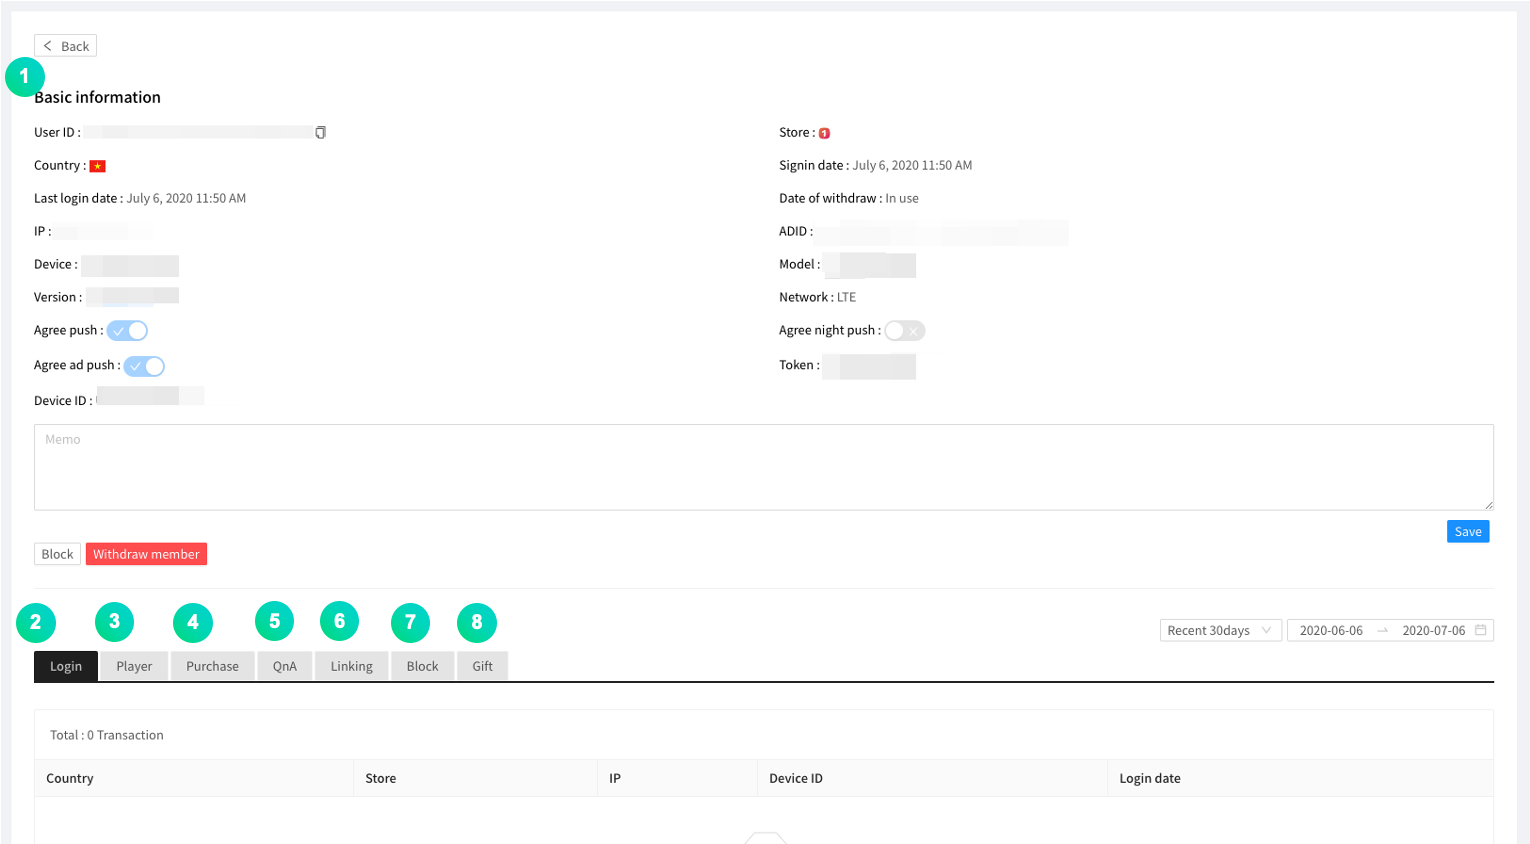 Back
1
Basic information
User ID :
Store : 1
Country :
Signin date : July 6, 2020 11:50 AM
Last login date : July 6, 2020 11:50 AM
Date of withdraw : In use
IP :
ADID :
Device :
Model :
Version :
Network : LTE
Agree push :
Agree night push :
Agree ad push :
Token :
Device ID :
Memo
Save
Block Withdraw member
2 3 4 5 6 7 8
Recent 30days 2020-06-06 → 2020-07-06
Login Player Purchase QnA Linking Block Gift
Total : 0 Transaction
Country Store IP Device ID Login date